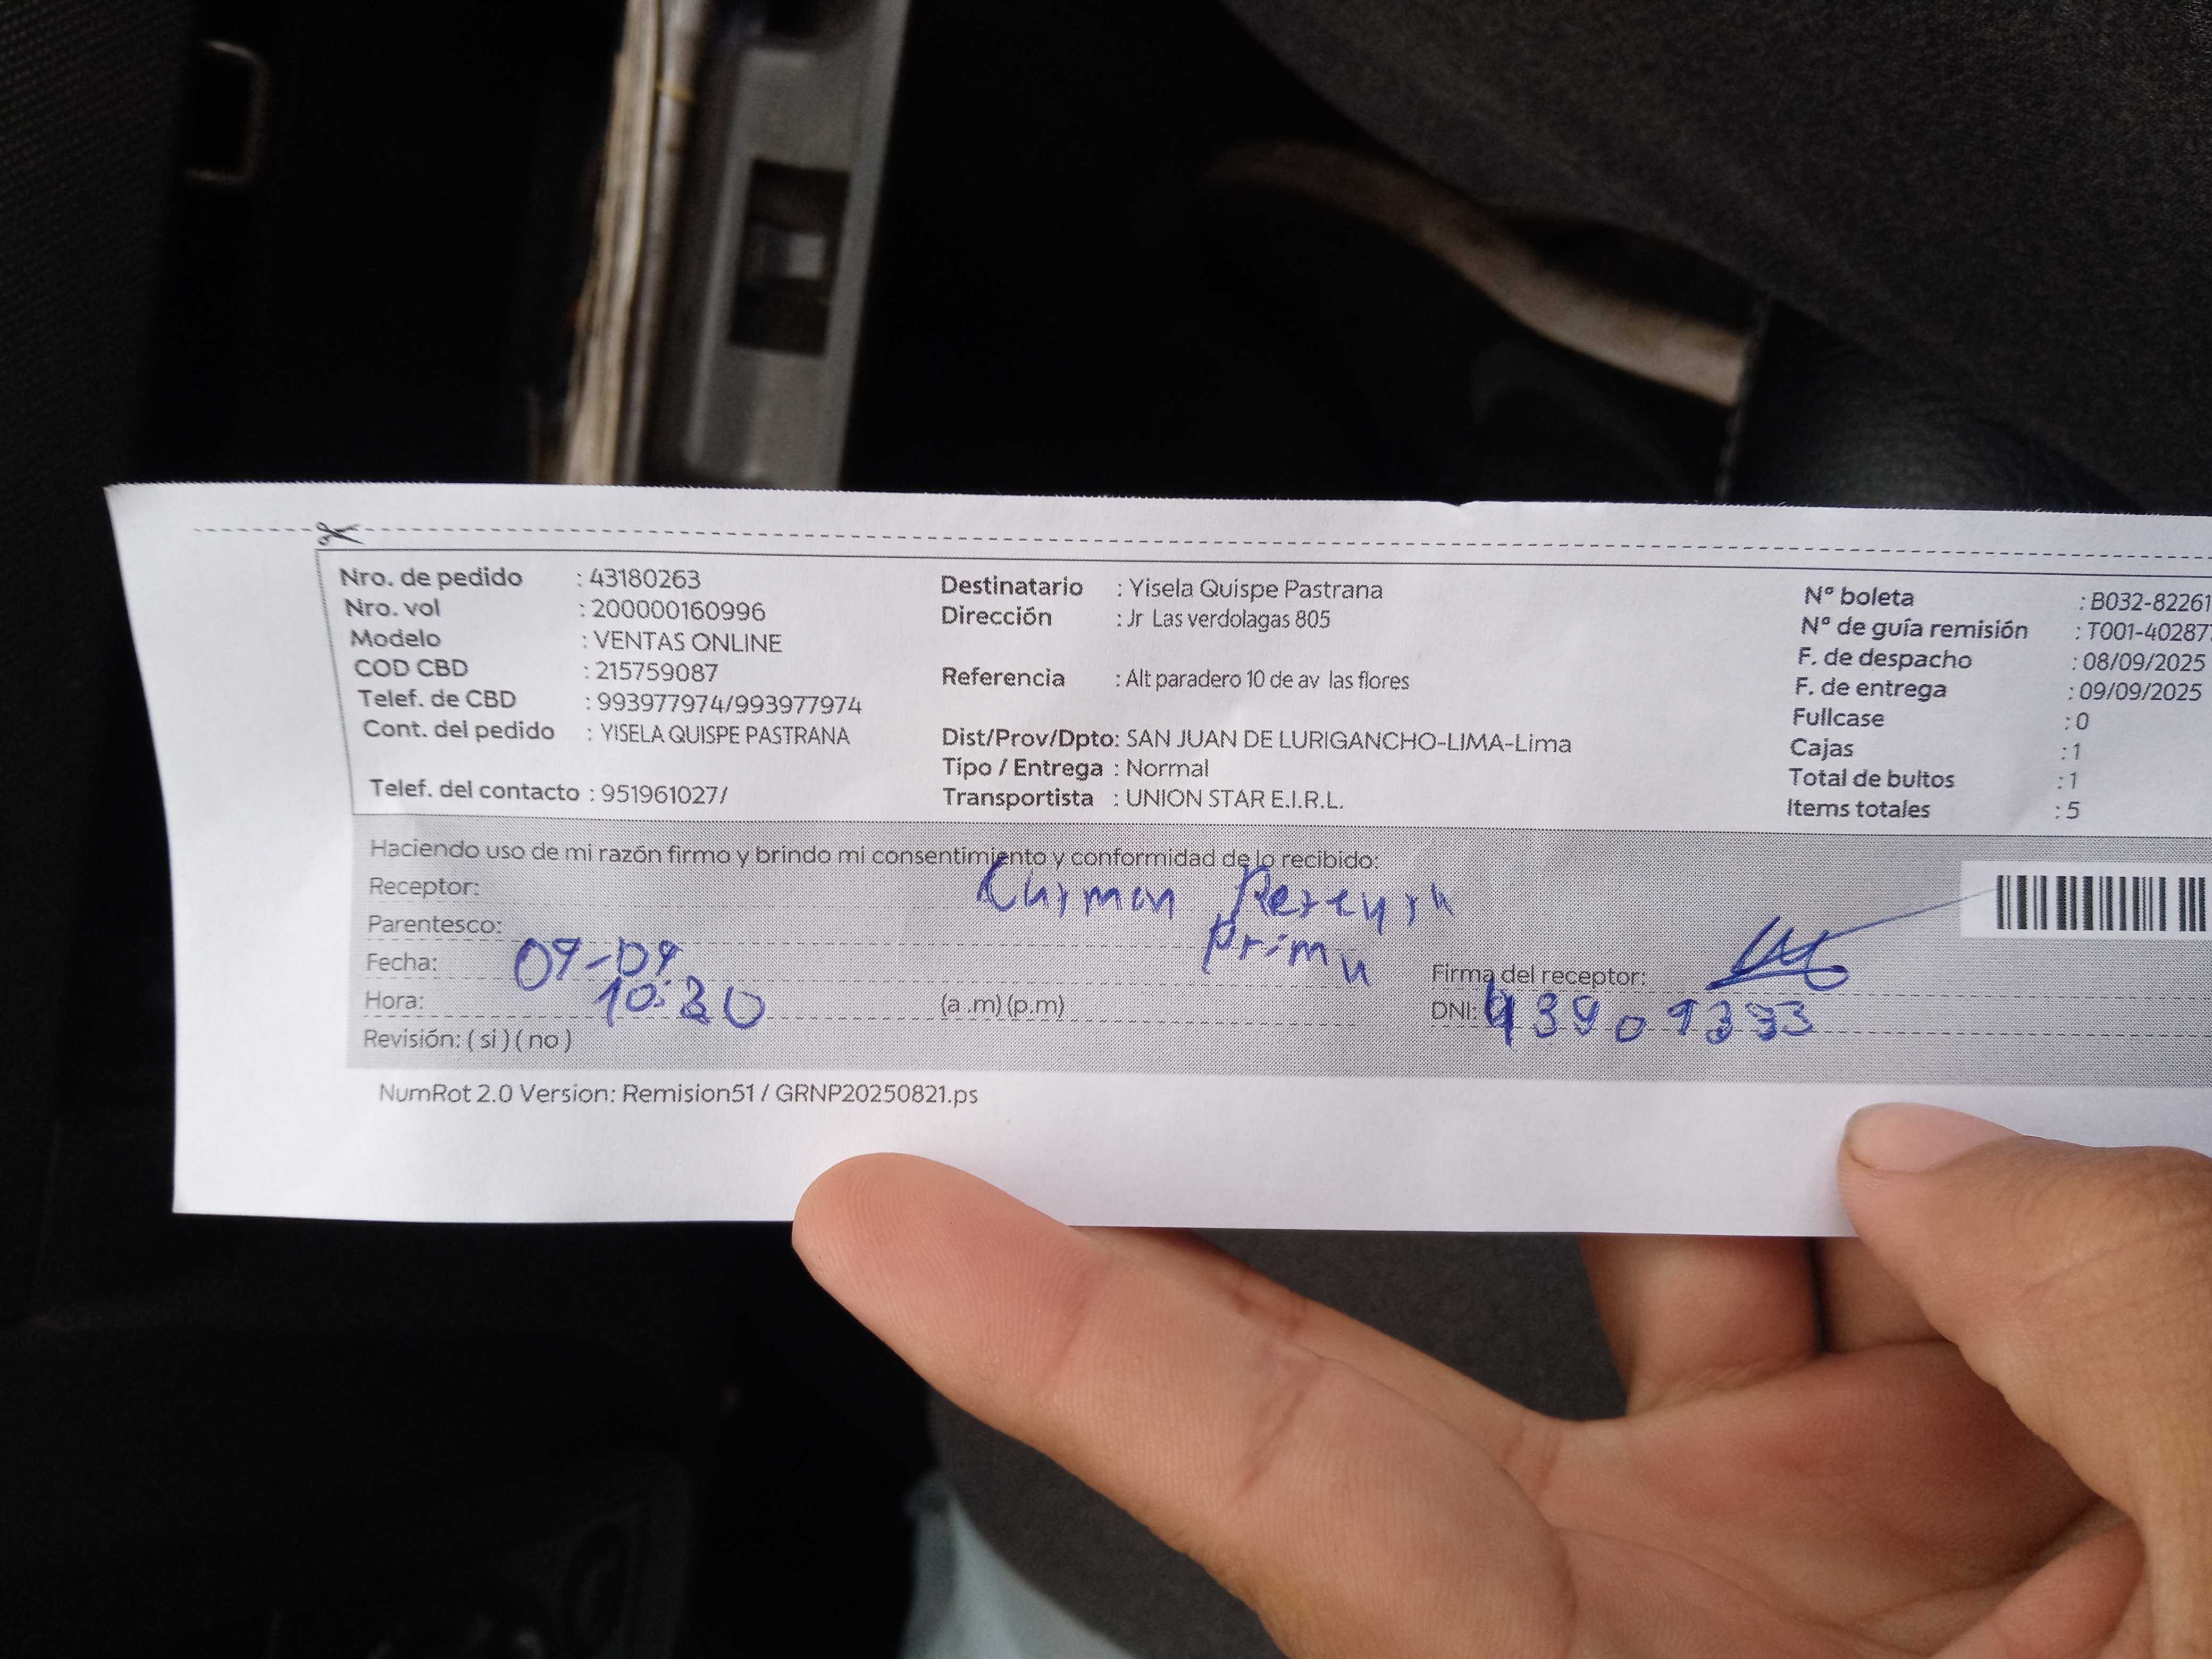 Nro. de pedido : 43180263
Nro. vol : 200000160996
Modelo : VENTAS ONLINE
COD CBD : 215759087
Telef. de CBD : 993977974/993977974
Cont. del pedido : YISELA QUISPE PASTRANA
Telef. del contacto : 951961027/
Destinatario : Yisela Quispe Pastrana
Dirección : Jr Las verdolagas 805
Referencia : Alt paradero 10 de av las flores
Dist/Prov/Dpto: SAN JUAN DE LURIGANCHO-LIMA-Lima
Tipo / Entrega : Normal
Transportista : UNION STAR E.I.R.L.
N° boleta : B032-82261
N° de guía remisión : T001-40287
F. de despacho : 08/09/2025
F. de entrega : 09/09/2025
Fullcase : 0
Cajas : 1
Total de bultos : 1
Items totales : 5
Haciendo uso de mi razón firmo y brindo mi consentimiento y conformidad de lo recibido:
Receptor: Carmen
Parentesco: Prima
Fecha: 09-09
Hora: (a .m) (p.m)
Revisión: ( si ) ( no )
Firma del receptor:
DNI:
NumRot 2.0 Version: Remision51 / GRNP20250821.ps